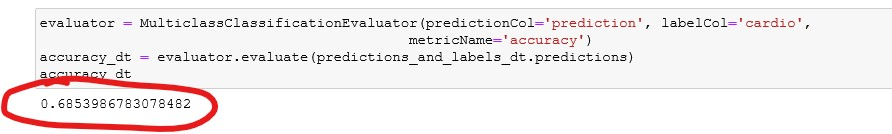 evaluator = MulticlassClassificationEvaluator(predictionCol='prediction', labelCol='cardio',
metricName='accuracy')
accuracy_dt = evaluator.evaluate(predictions_and_labels_dt.predictions)
accuracy_dt
0.6853986783078482